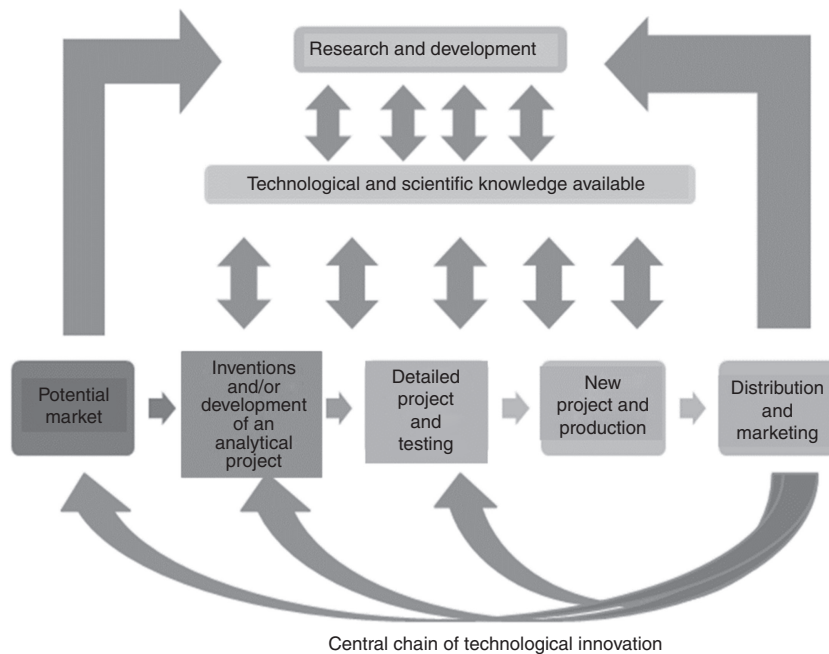 Research and development
Technological and scientific knowledge available
Potential
market
Inventions
and/or
development
of an
analytical
project
Detailed
project
and
testing
New
project and
production
Distribution
and
marketing
Central chain of technological innovation